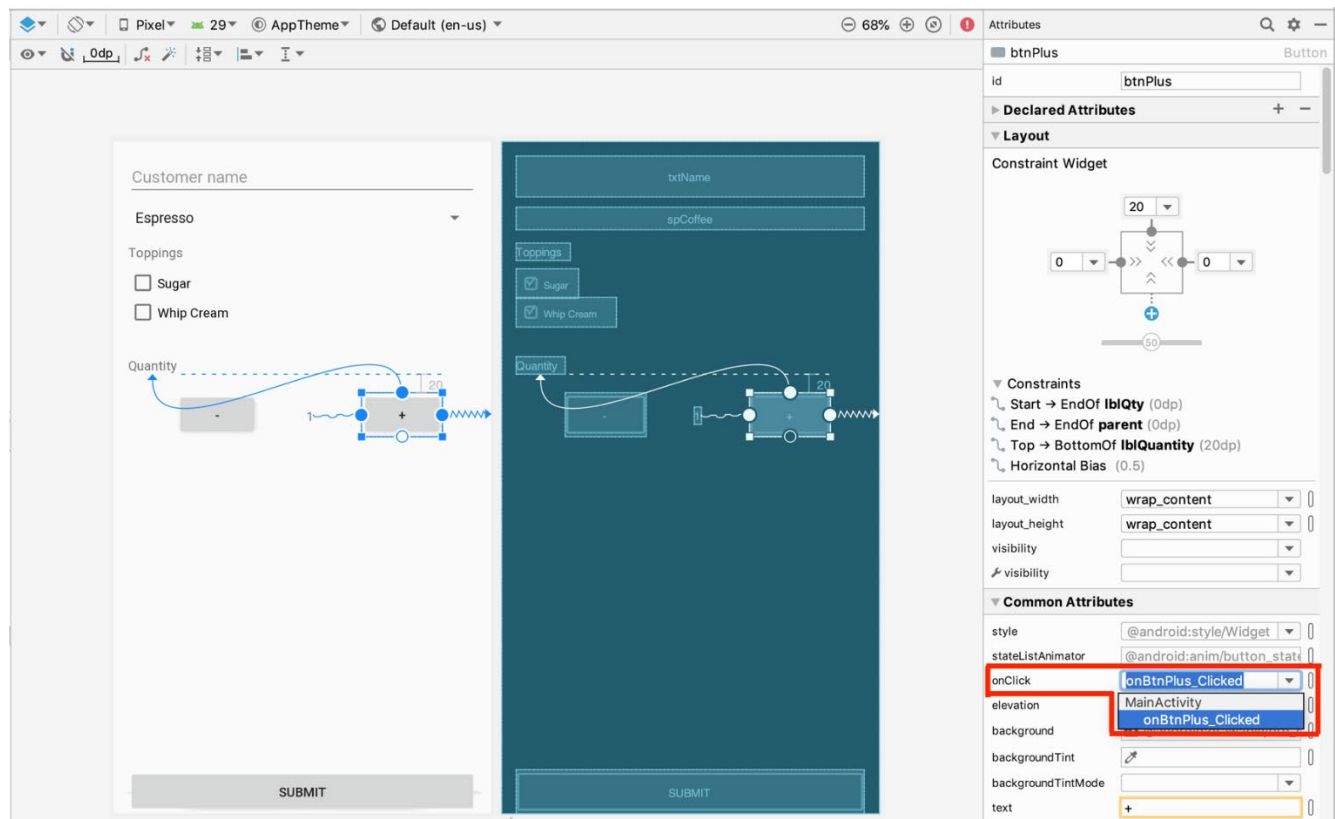 Pixel 29 AppTheme Default (en-us) 68%
0dp
Customer name
Espresso
Toppings
Sugar
Whip Cream
Quantity
20
-
1
+
SUBMIT
txtName
spCoffee
Toppings
Sugar
Whip Cream
Quantity
20
-
1
+
SUBMIT
Attributes
btnPlus Button
id btnPlus
Declared Attributes
Layout
Constraint Widget
20
0 0
50
Constraints
Start → EndOf lblQty (0dp)
End → EndOf parent (0dp)
Top → BottomOf lblQuantity (20dp)
Horizontal Bias (0.5)
layout_width wrap_content
layout_height wrap_content
visibility
visibility
Common Attributes
style @android:style/Widget
stateListAnimator @android:anim/button_stat
onClick onBtnPlus_Clicked
elevation MainActivity
onBtnPlus_Clicked
background
backgroundTint
backgroundTintMode
text +